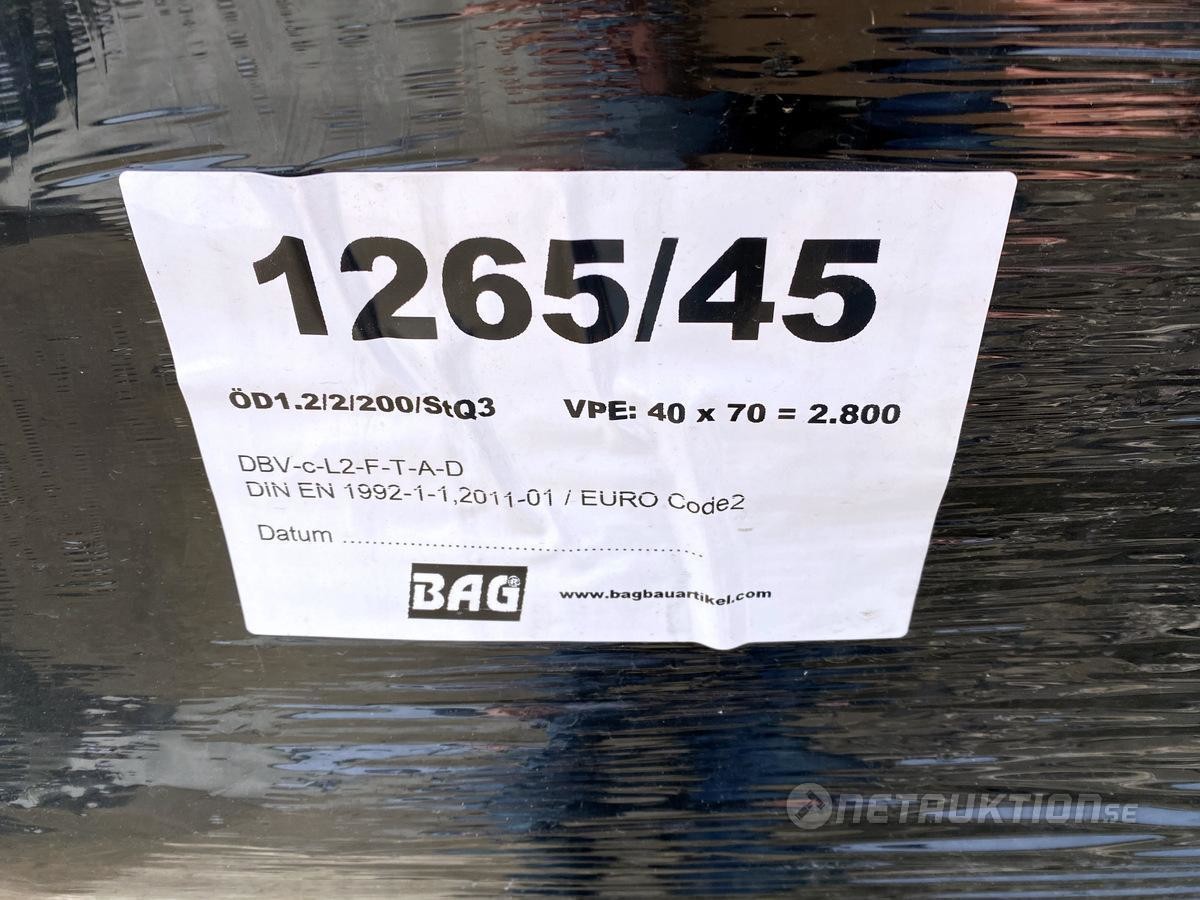 1265/45
ÖD1.2/2/200/StQ3 VPE: 40 x 70 = 2.800
DBV-c-L2-F-T-A-D
DIN EN 1992-1-1,2011-01 / EURO Code2
Datum ................................................
BAG® www.bagbauartikel.com
NETAUKTION.SE